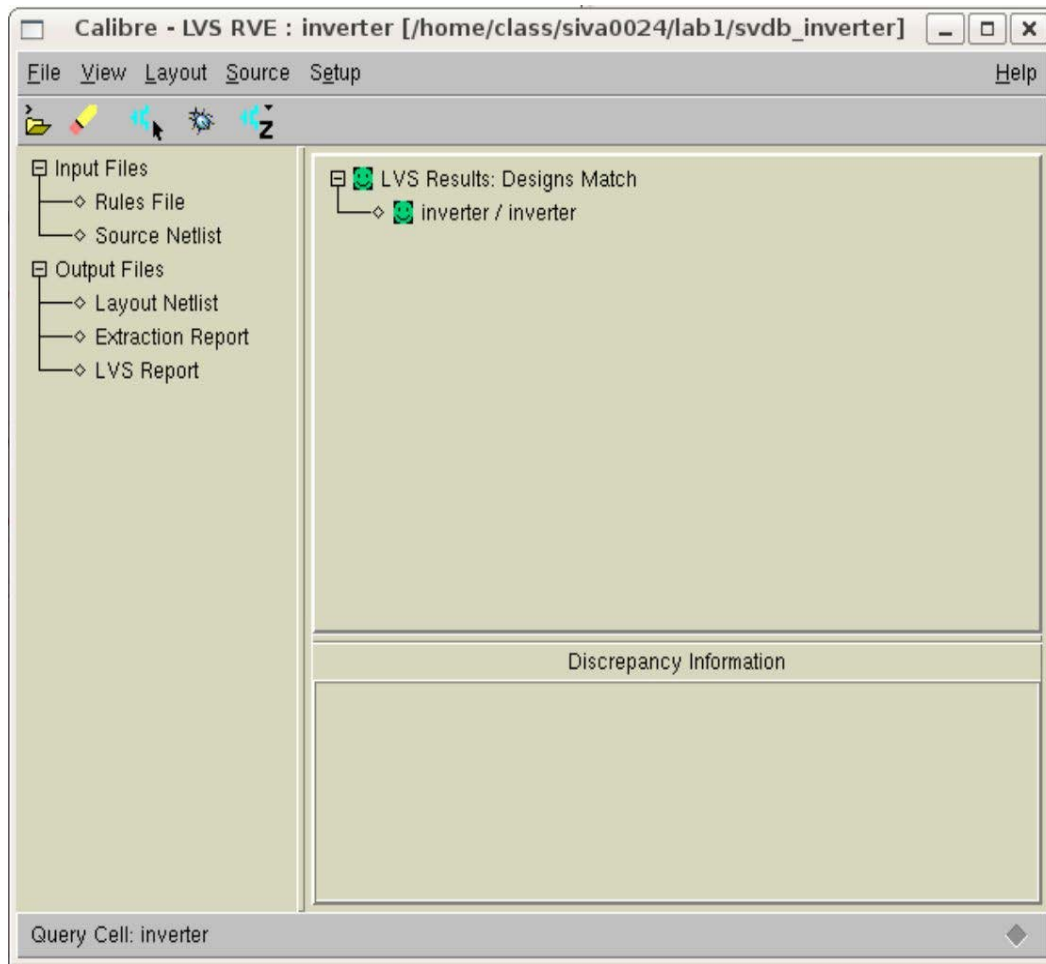 Calibre - LVS RVE : inverter [/home/class/siva0024/lab1/svdb_inverter]
File View Layout Source Setup Help
Z
Input Files
Rules File
Source Netlist
Output Files
Layout Netlist
Extraction Report
LVS Report
LVS Results: Designs Match
inverter / inverter
Discrepancy Information
Query Cell: inverter